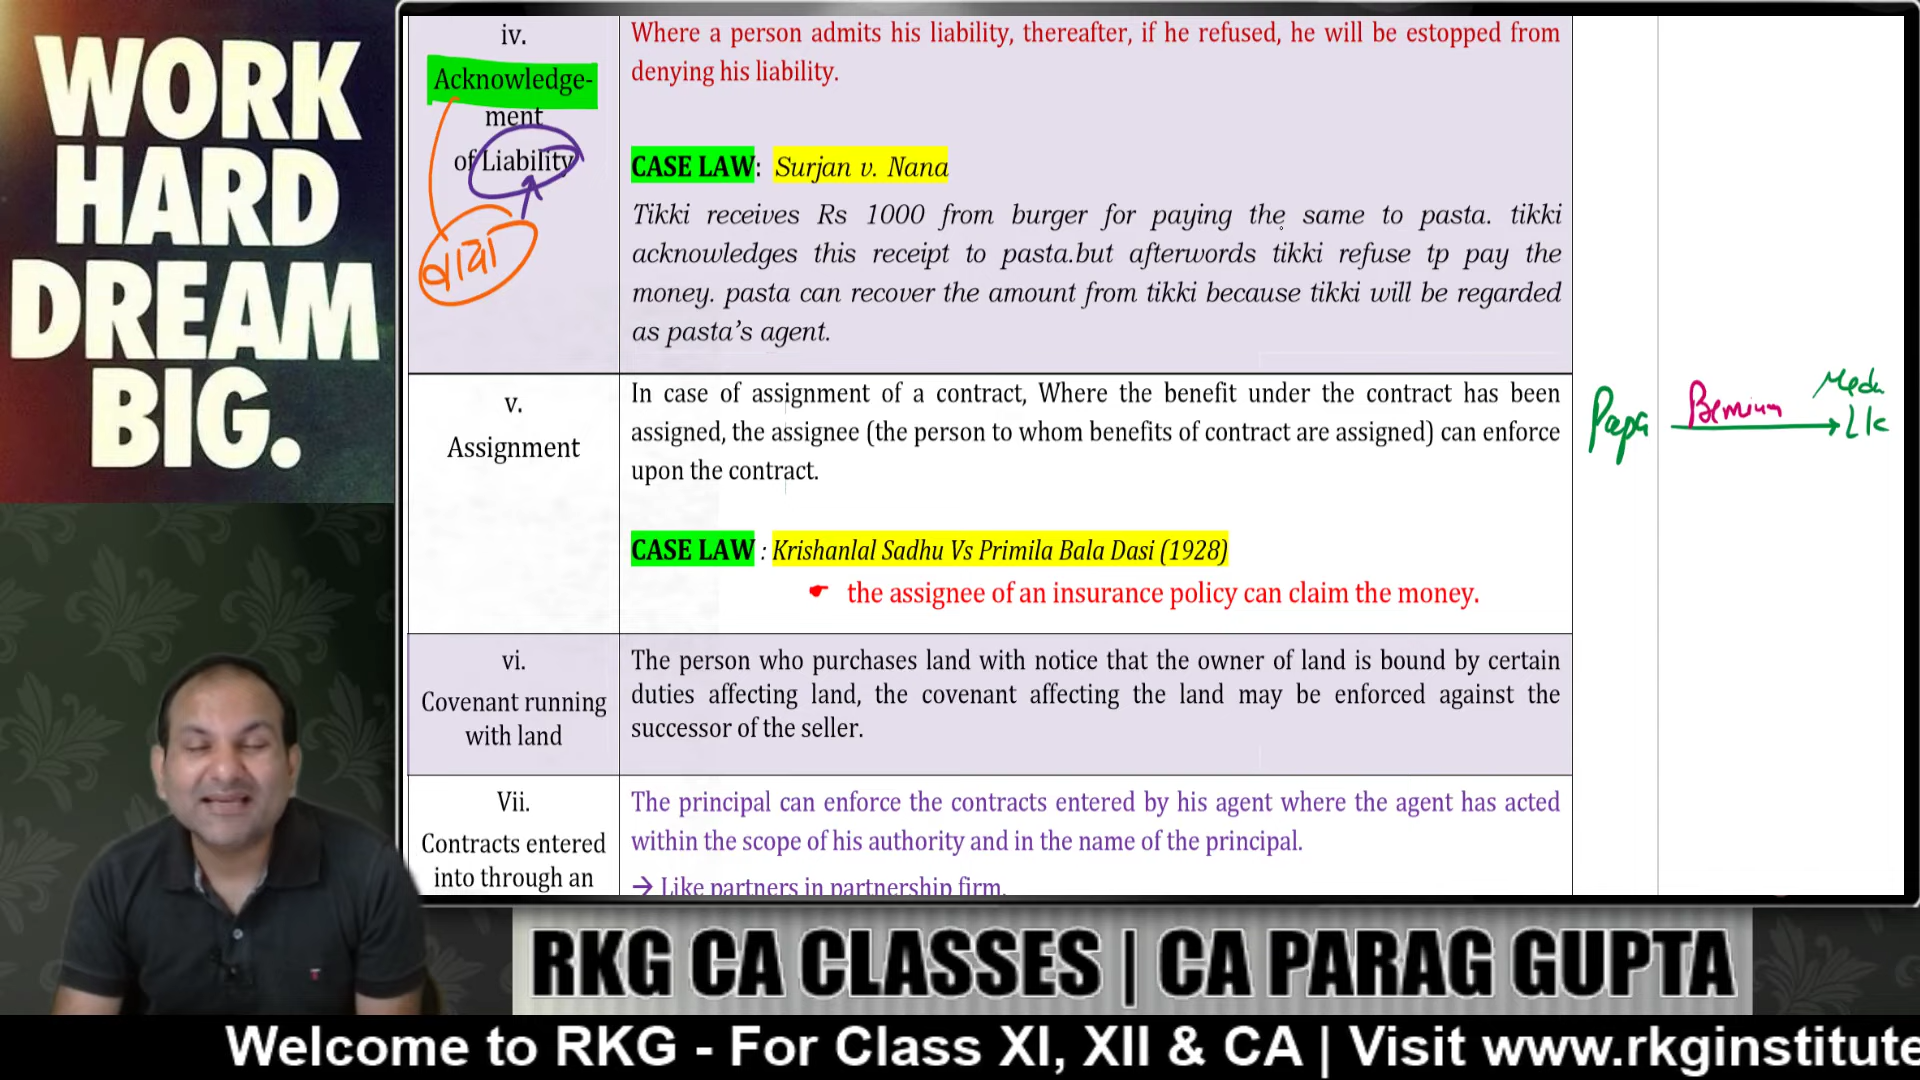 WORK
HARD
DREAM
BIG.
iv.
Acknowledge-
ment
of Liability
वादा
Where a person admits his liability, thereafter, if he refused, he will be estopped from
denying his liability.
CASE LAW: Surjan v. Nana
Tikki receives Rs 1000 from burger for paying the same to pasta. tikki
acknowledges this receipt to pasta.but afterwords tikki refuse tp pay the
money. pasta can recover the amount from tikki because tikki will be regarded
as pasta's agent.
v.
Assignment
In case of assignment of a contract, Where the benefit under the contract has been
assigned, the assignee (the person to whom benefits of contract are assigned) can enforce
upon the contract.
CASE LAW : Krishanlal Sadhu Vs Primila Bala Dasi (1928)
☛ the assignee of an insurance policy can claim the money.
Papa
LIC
vi.
Covenant running
with land
The person who purchases land with notice that the owner of land is bound by certain
duties affecting land, the covenant affecting the land may be enforced against the
successor of the seller.
Vii.
Contracts entered
into through an
The principal can enforce the contracts entered by his agent where the agent has acted
within the scope of his authority and in the name of the principal.
→ Like partners in partnership firm.
RKG CA CLASSES | CA PARAG GUPTA
Welcome to RKG - For Class XI, XII & CA | Visit www.rkginstitute